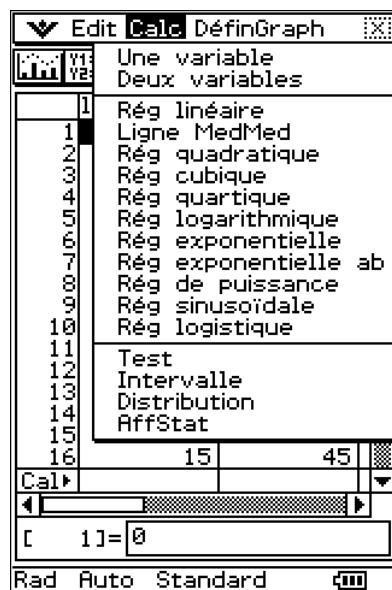 Edit Calc DéfinGraph
Y1:
Y2:
Une variable
Deux variables
Rég linéaire
Ligne MedMed
Rég quadratique
Rég cubique
Rég quartique
Rég logarithmique
Rég exponentielle
Rég exponentielle ab
Rég de puissance
Rég sinusoïdale
Rég logistique
Test
Intervalle
Distribution
AffStat
1
2
3
4
5
6
7
8
9
10
11
12
13
14
15
16 15 45
Cal
[ 1]= 0
Rad Auto Standard